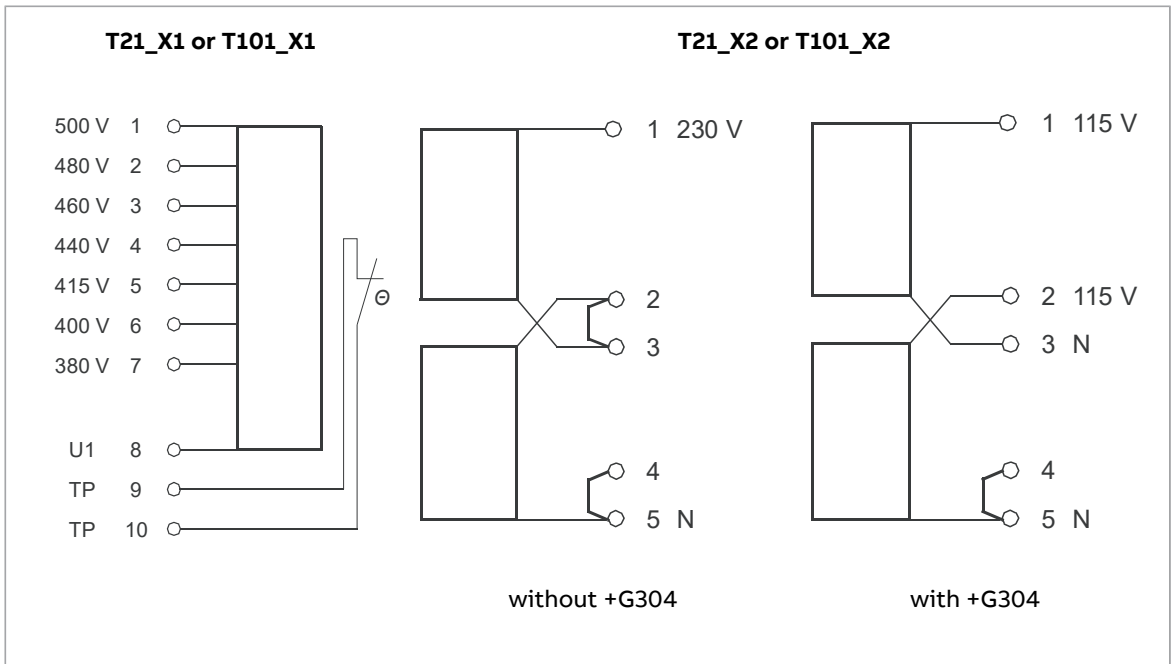 T21_X1 or T101_X1
500 V 1
480 V 2
460 V 3
440 V 4
415 V 5
400 V 6
380 V 7
U1 8
TP 9
TP 10
Θ
T21_X2 or T101_X2
1 230 V
2
3
4
5 N
without +G304
1 115 V
2 115 V
3 N
4
5 N
with +G304